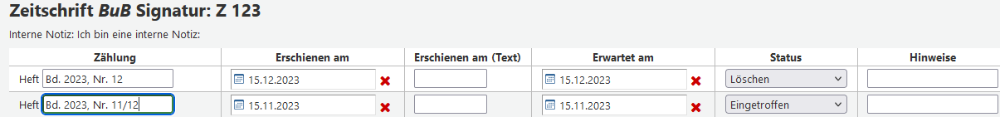 Zeitschrift BuB Signatur: Z 123
Interne Notiz: Ich bin eine interne Notiz:
Zählung Erschienen am Erschienen am (Text) Erwartet am Status Hinweise
Heft Bd. 2023, Nr. 12 15.12.2023 15.12.2023 Löschen
Heft Bd. 2023, Nr. 11/12 15.11.2023 15.11.2023 Eingetroffen